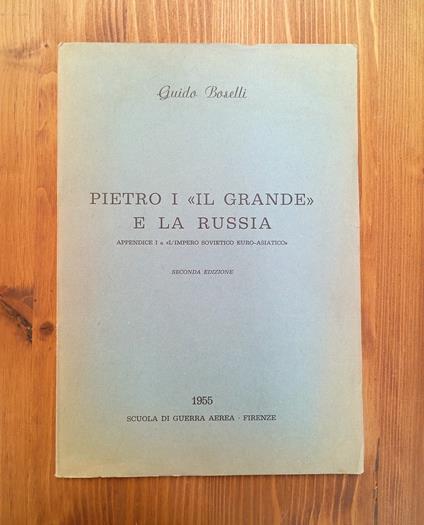 Guido Boselli
PIETRO I «IL GRANDE»
E LA RUSSIA
APPENDICE I a «L'IMPERO SOVIETICO EURO-ASIATICO»
SECONDA EDIZIONE
1955
SCUOLA DI GUERRA AEREA · FIRENZE